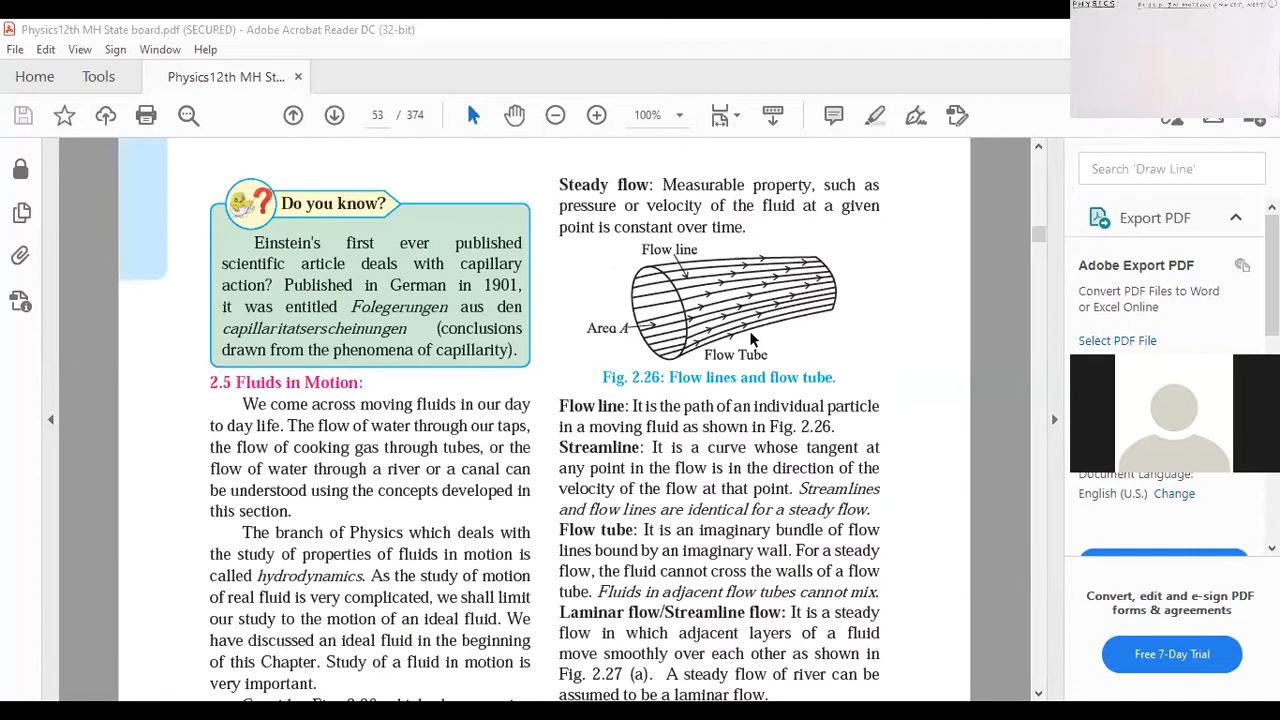 Physics12th MH State board.pdf (SECURED) - Adobe Acrobat Reader DC (32-bit)
File Edit View Sign Window Help
Home Tools Physics12th MH St... ×
53 / 374 100%
Do you know?
Einstein's first ever published
scientific article deals with capillary
action? Published in German in 1901,
it was entitled Folegerungen aus den
capillaritatserscheinungen (conclusions
drawn from the phenomena of capillarity).
2.5 Fluids in Motion:
We come across moving fluids in our day
to day life. The flow of water through our taps,
the flow of cooking gas through tubes, or the
flow of water through a river or a canal can
be understood using the concepts developed in
this section.
The branch of Physics which deals with
the study of properties of fluids in motion is
called hydrodynamics. As the study of motion
of real fluid is very complicated, we shall limit
our study to the motion of an ideal fluid. We
have discussed an ideal fluid in the beginning
of this Chapter. Study of a fluid in motion is
very important.
Steady flow: Measurable property, such as
pressure or velocity of the fluid at a given
point is constant over time.
Flow line
Area A
Flow Tube
Fig. 2.26: Flow lines and flow tube.
Flow line: It is the path of an individual particle
in a moving fluid as shown in Fig. 2.26.
Streamline: It is a curve whose tangent at
any point in the flow is in the direction of the
velocity of the flow at that point. Streamlines
and flow lines are identical for a steady flow.
Flow tube: It is an imaginary bundle of flow
lines bound by an imaginary wall. For a steady
flow, the fluid cannot cross the walls of a flow
tube. Fluids in adjacent flow tubes cannot mix.
Laminar flow/Streamline flow: It is a steady
flow in which adjacent layers of a fluid
move smoothly over each other as shown in
Fig. 2.27 (a). A steady flow of river can be
assumed to be a laminar flow.
PHYSICS:
Search 'Draw Line'
Export PDF
Adobe Export PDF
Convert PDF Files to Word
or Excel Online
Select PDF File
Document Language:
English (U.S.) Change
Convert, edit and e-sign PDF
forms & agreements
Free 7-Day Trial